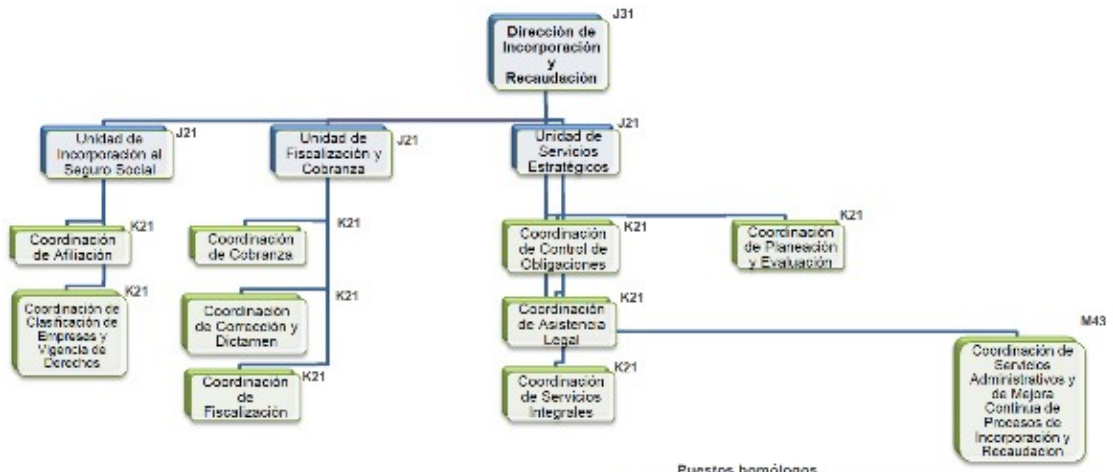 J31
Dirección de
Incorporación
y
Recaudación
Unidad de
Incorporación al
Seguro Social
J21
Unidad de
Fiscalización y
Cobranza
J21
Unidad de
Servicios
Estratégicos
J21
Coordinación
de Afiliación
K21
Coordinación
de Cobranza
K21
Coordinación
de Control de
Obligaciones
K21
Coordinación
de Planeación
y Evaluación
K21
Coordinación de
Clasificación de
Empresas y
Vigencia de
Derechos
K21
Coordinación
de Corrección y
Dictamen
K21
Coordinación
de Asistencia
Legal
K21
Coordinación
de
Fiscalización
K21
Coordinación
de Servicios
Integrales
K21
M43
Coordinación de
Servicios
Administrativos y
de Mejora
Continua de
Procesos de
Incorporación y
Recaudacion
Puestos homólogos